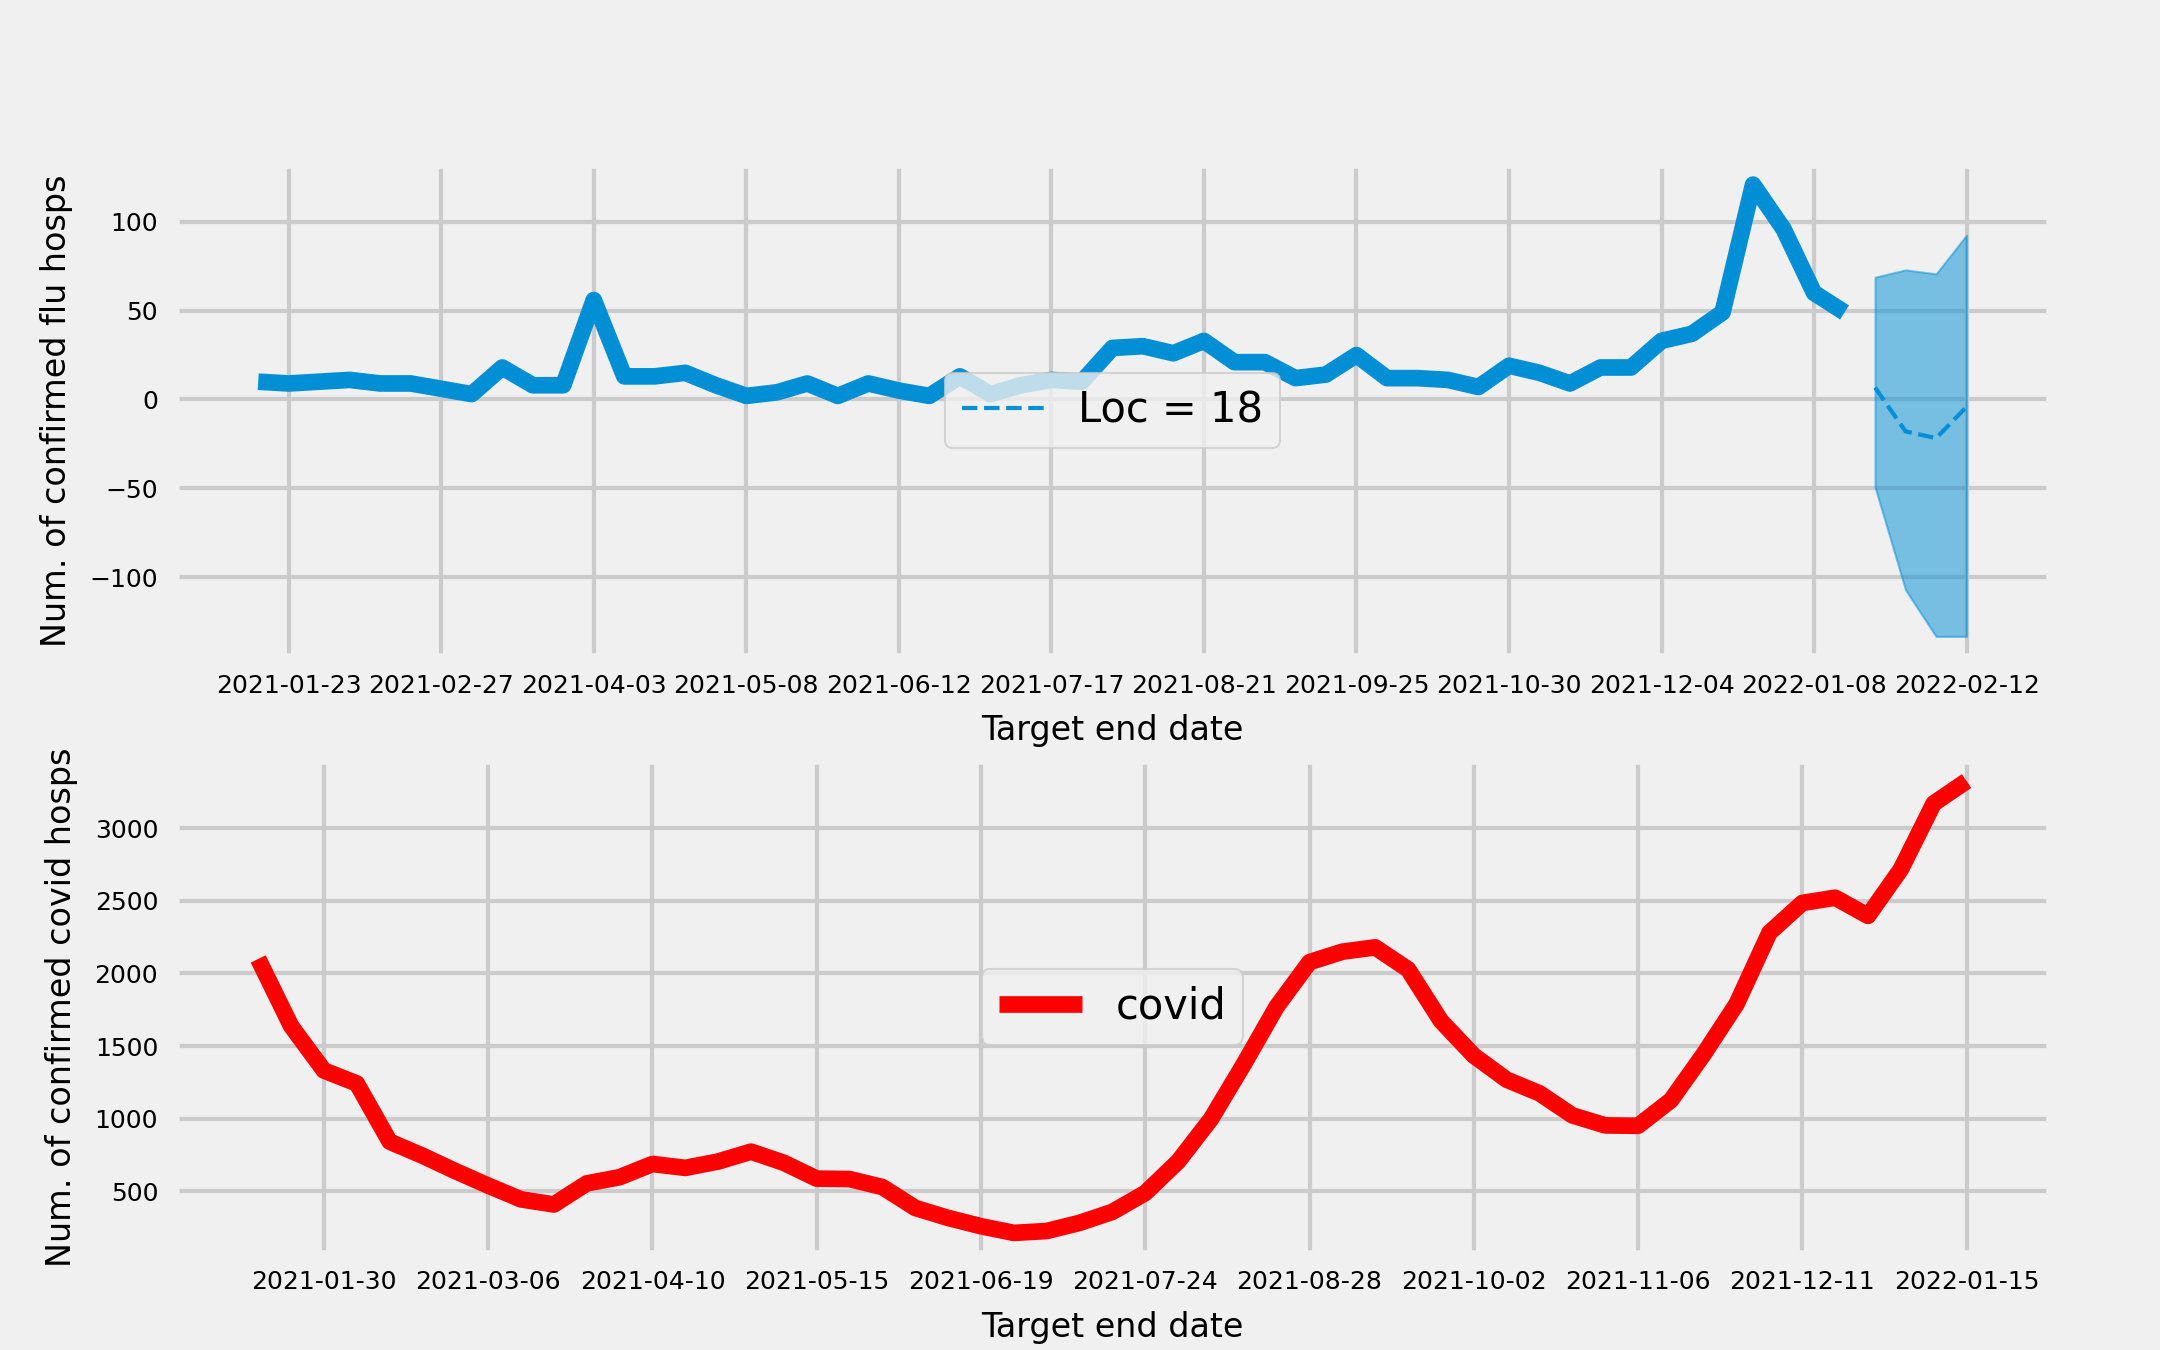 Num. of confirmed flu hosps
100
50
0
−50
−100
Loc = 18
2021-01-23 2021-02-27 2021-04-03 2021-05-08 2021-06-12 2021-07-17 2021-08-21 2021-09-25 2021-10-30 2021-12-04 2022-01-08 2022-02-12
Target end date
Num. of confirmed covid hosps
3000
2500
2000
1500
1000
500
covid
2021-01-30 2021-03-06 2021-04-10 2021-05-15 2021-06-19 2021-07-24 2021-08-28 2021-10-02 2021-11-06 2021-12-11 2022-01-15
Target end date